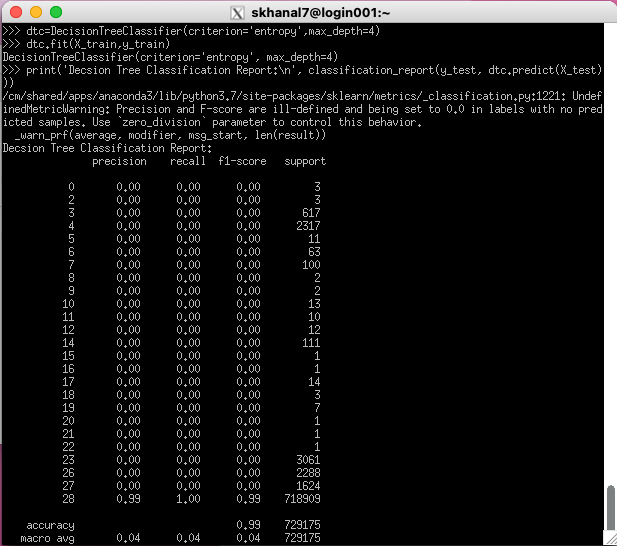 skhanal7@login001:~
>>> dtc=DecisionTreeClassifier(criterion='entropy',max_depth=4)
>>> dtc.fit(X_train,y_train)
DecisionTreeClassifier(criterion='entropy', max_depth=4)
>>> print('Decsion Tree Classification Report:\n', classification_report(y_test, dtc.predict(X_test)
))
/cm/shared/apps/anaconda3/lib/python3.7/site-packages/sklearn/metrics/_classification.py:1221: Undef
inedMetricWarning: Precision and F-score are ill-defined and being set to 0.0 in labels with no pred
icted samples. Use `zero_division` parameter to control this behavior.
  _warn_prf(average, modifier, msg_start, len(result))
Decsion Tree Classification Report:
precision recall f1-score support
0 0.00 0.00 0.00 3
2 0.00 0.00 0.00 3
3 0.00 0.00 0.00 617
4 0.00 0.00 0.00 2317
5 0.00 0.00 0.00 11
6 0.00 0.00 0.00 63
7 0.00 0.00 0.00 100
8 0.00 0.00 0.00 2
9 0.00 0.00 0.00 2
10 0.00 0.00 0.00 13
11 0.00 0.00 0.00 10
12 0.00 0.00 0.00 12
14 0.00 0.00 0.00 111
15 0.00 0.00 0.00 1
16 0.00 0.00 0.00 1
17 0.00 0.00 0.00 14
18 0.00 0.00 0.00 3
19 0.00 0.00 0.00 7
20 0.00 0.00 0.00 1
21 0.00 0.00 0.00 1
22 0.00 0.00 0.00 1
23 0.00 0.00 0.00 3061
26 0.00 0.00 0.00 2288
27 0.00 0.00 0.00 1624
28 0.99 1.00 0.99 718909
accuracy 0.99 729175
macro avg 0.04 0.04 0.04 729175